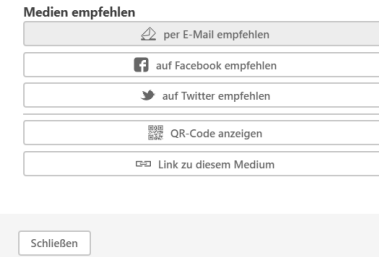 Medien empfehlen
per E-Mail empfehlen
auf Facebook empfehlen
auf Twitter empfehlen
QR-Code anzeigen
Link zu diesem Medium
Schließen